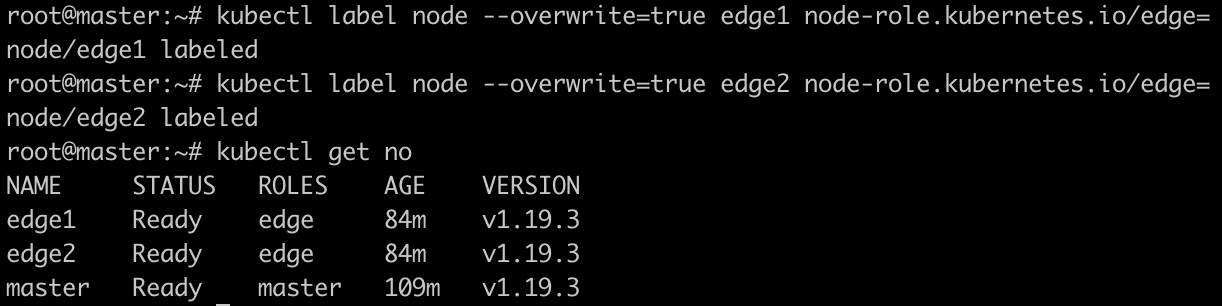 root@master:~# kubectl label node --overwrite=true edge1 node-role.kubernetes.io/edge=
node/edge1 labeled
root@master:~# kubectl label node --overwrite=true edge2 node-role.kubernetes.io/edge=
node/edge2 labeled
root@master:~# kubectl get no
NAME     STATUS   ROLES    AGE    VERSION
edge1    Ready    edge     84m    v1.19.3
edge2    Ready    edge     84m    v1.19.3
master   Ready    master   109m   v1.19.3